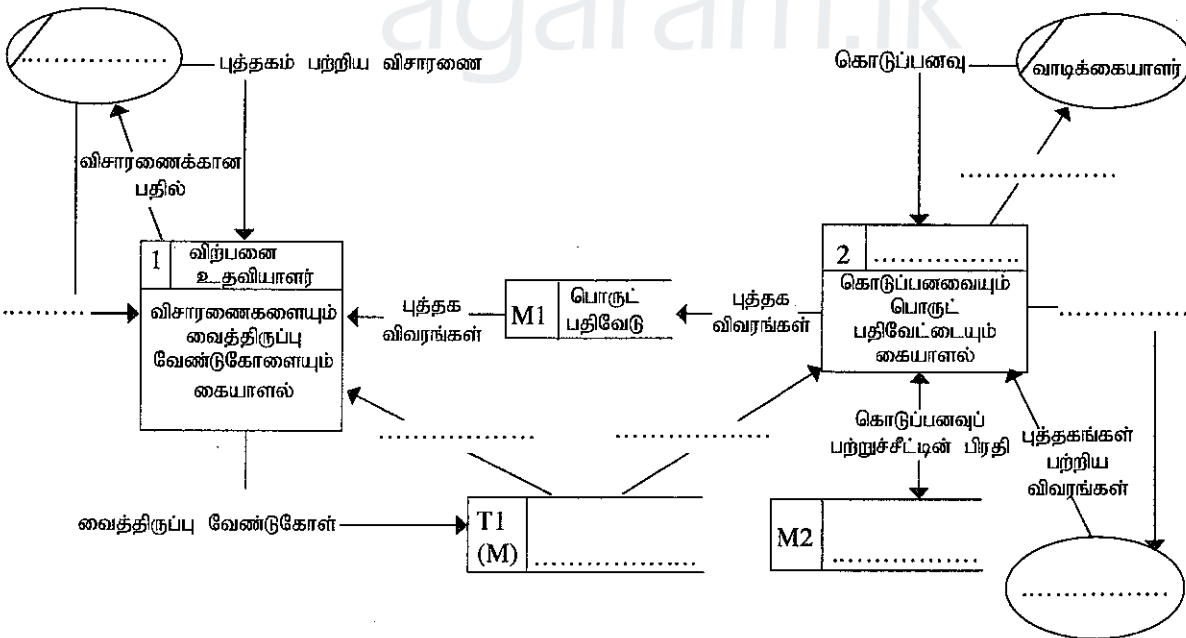 agaram.lk
....................
புத்தகம் பற்றிய விசாரணை
கொடுப்பனவு
வாடிக்கையாளர்
விசாரணைக்கான
பதில்
....................
1
விற்பனை
உதவியாளர்
விசாரணைகளையும்
வைத்திருப்பு
வேண்டுகோளையும்
கையாளல்
............
புத்தக
விவரங்கள்
M1
பொருட்
பதிவேடு
புத்தக
விவரங்கள்
2
..................
கொடுப்பனவையும்
பொருட்
பதிவேட்டையும்
கையாளல்
....................
....................
....................
கொடுப்பனவுப்
பற்றுச்சீட்டின் பிரதி
புத்தகங்கள்
பற்றிய
விவரங்கள்
வைத்திருப்பு வேண்டுகோள்
T1
(M)
......................
M2
....................
....................